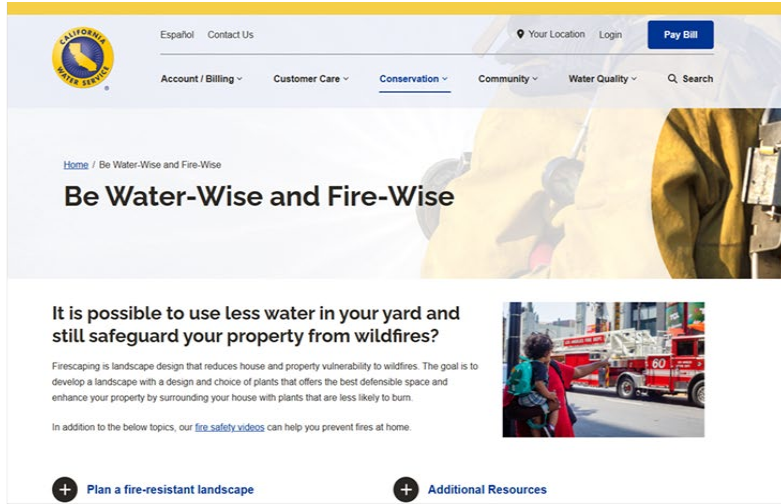 Español Contact Us Your Location Login Pay Bill
CALIFORNIA
WATER SERVICE
Account / Billing Customer Care Conservation Community Water Quality Search
Home / Be Water-Wise and Fire-Wise
Be Water-Wise and Fire-Wise
It is possible to use less water in your yard and
still safeguard your property from wildfires?
Firescaping is landscape design that reduces house and property vulnerability to wildfires. The goal is to
develop a landscape with a design and choice of plants that offers the best defensible space and
enhance your property by surrounding your house with plants that are less likely to burn.
In addition to the below topics, our fire safety videos can help you prevent fires at home.
LOS ANGELES FIRE DEPT.
60
Plan a fire-resistant landscape
Additional Resources